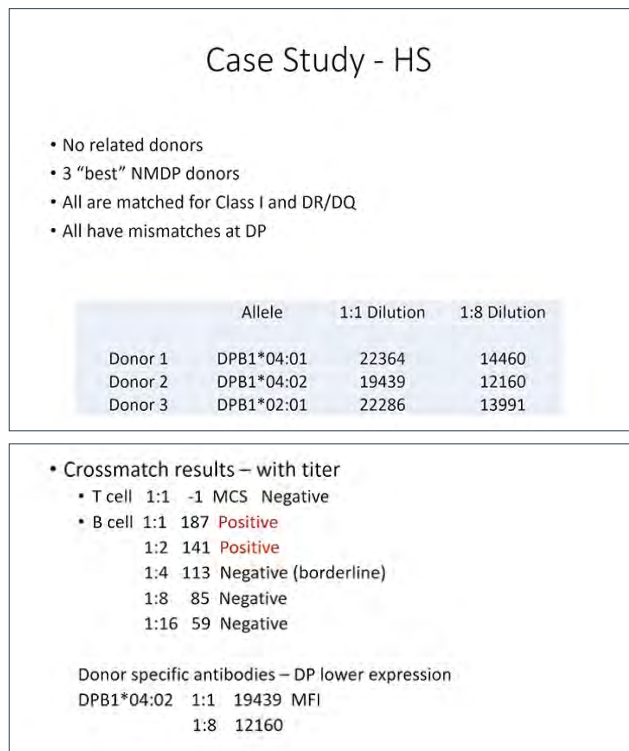 Case Study - HS
• No related donors
• 3 “best” NMDP donors
• All are matched for Class I and DR/DQ
• All have mismatches at DP
Allele 1:1 Dilution 1:8 Dilution
Donor 1 DPB1*04:01 22364 14460
Donor 2 DPB1*04:02 19439 12160
Donor 3 DPB1*02:01 22286 13991
• Crossmatch results – with titer
• T cell 1:1 -1 MCS Negative
• B cell 1:1 187 Positive
1:2 141 Positive
1:4 113 Negative (borderline)
1:8 85 Negative
1:16 59 Negative
Donor specific antibodies – DP lower expression
DPB1*04:02 1:1 19439 MFI
1:8 12160